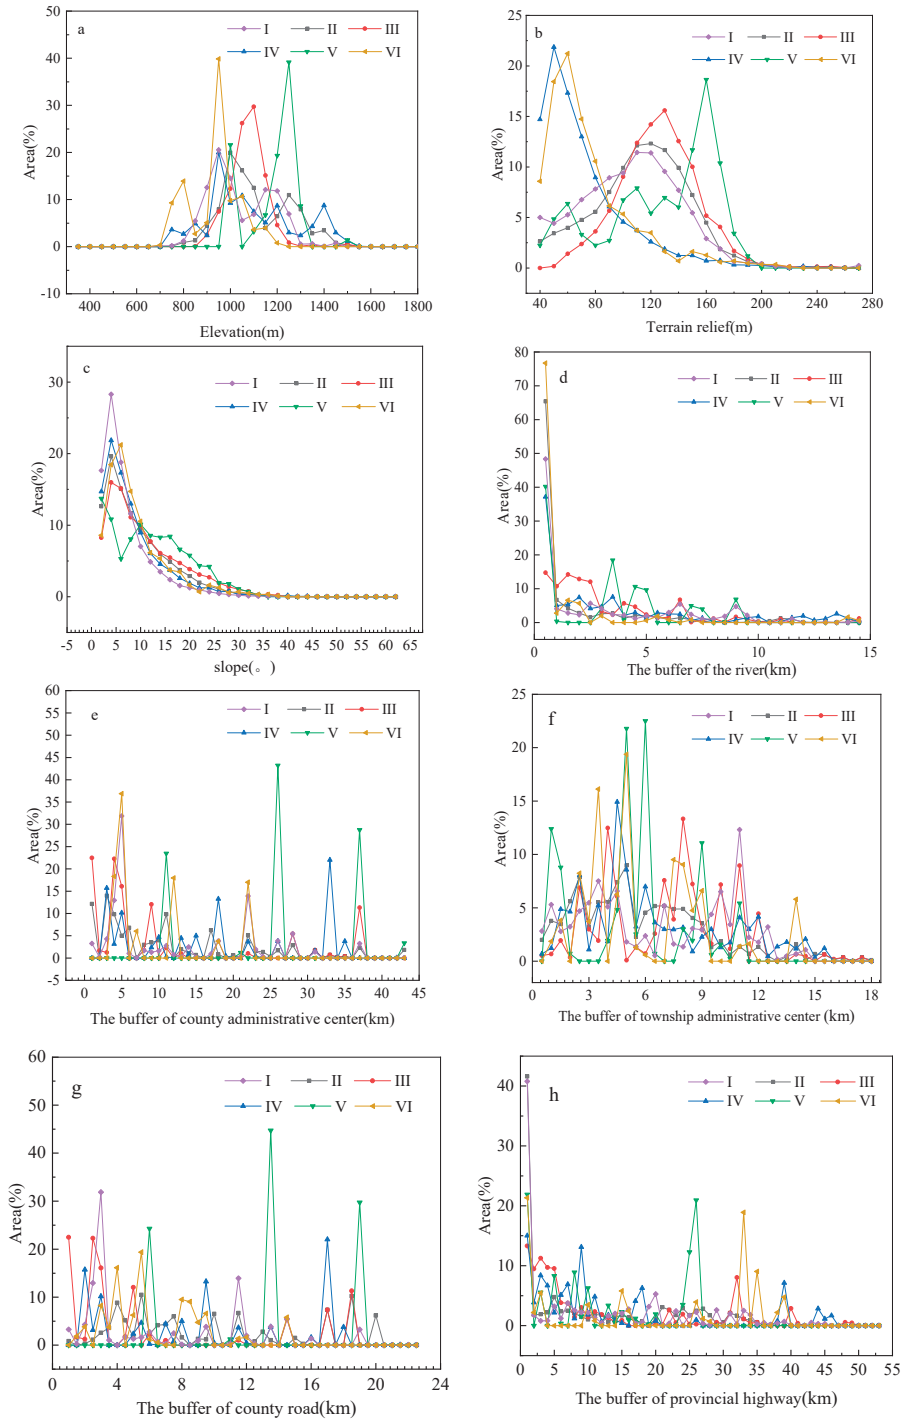 a
I II III
IV V VI
50
40
30
20
10
0
-10
Area(%)
400 600 800 1000 1200 1400 1600 1800
Elevation(m)
b
I II III
IV V VI
25
20
15
10
5
0
Area(%)
40 80 120 160 200 240 280
Terrain relief(m)
c
I II III
IV V VI
30
20
10
0
Area(%)
-5 0 5 10 15 20 25 30 35 40 45 50 55 60 65
slope(。)
d
I II III
IV V VI
80
70
60
50
40
30
20
10
0
Area(%)
0 5 10 15
The buffer of the river(km)
e
I II III
IV V VI
60
55
50
45
40
35
30
25
20
15
10
5
0
5
Area(%)
0 5 10 15 20 25 30 35 40 45
The buffer of county administrative center(km)
f
I II III
IV V VI
25
20
15
10
5
0
Area(%)
0 3 6 9 12 15 18
The buffer of township administrative center (km)
g
I II III
IV V VI
60
50
40
30
20
10
0
Area(%)
0 4 8 12 16 20 24
The buffer of county road(km)
h
I II III
IV V VI
40
30
20
10
0
Area(%)
0 5 10 15 20 25 30 35 40 45 50 55
The buffer of provincial highway(km)